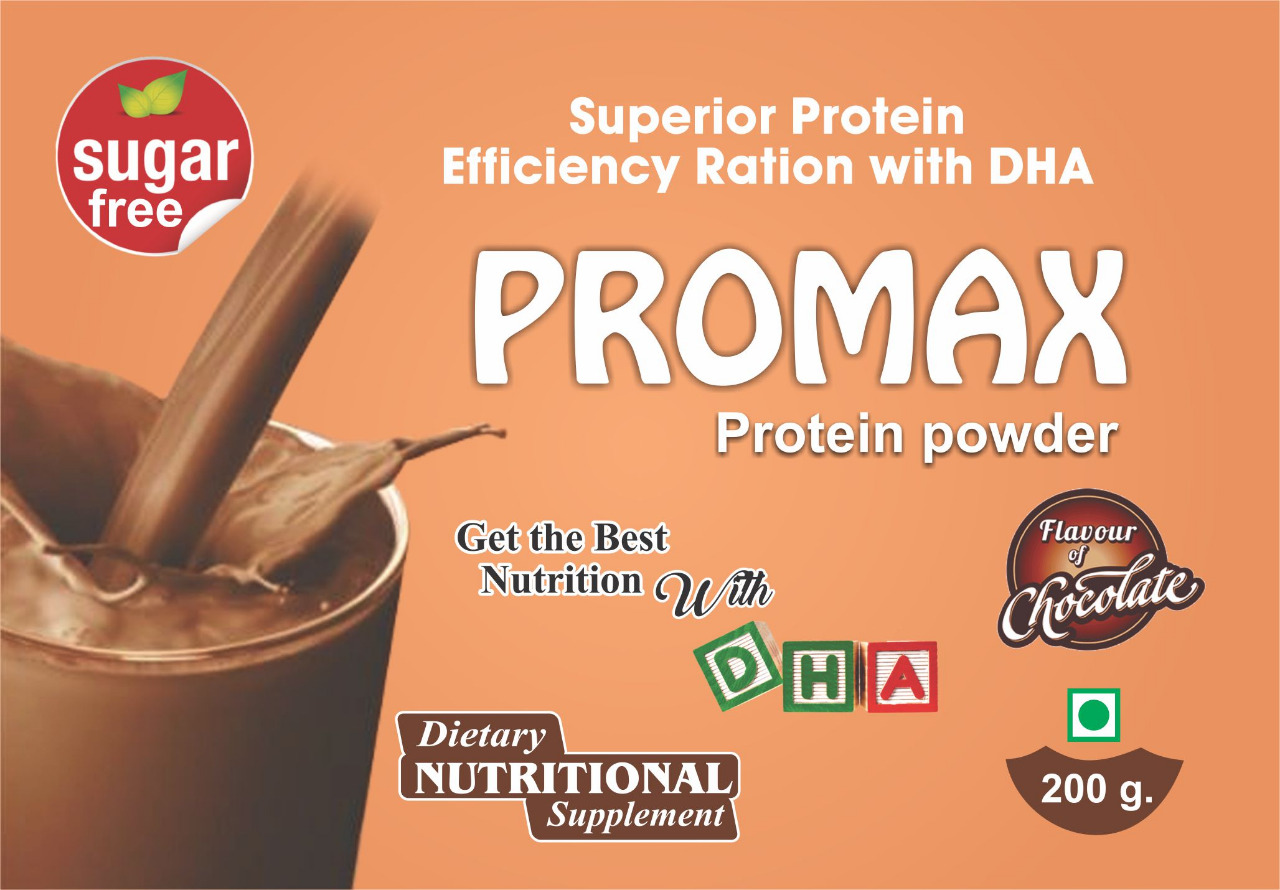 sugar
free
Superior Protein
Efficiency Ration with DHA
PROMAX
Protein powder
Get the Best
Nutrition With
DHA
Flavour
of
Chocolate
Dietary
NUTRITIONAL
Supplement
200 g.